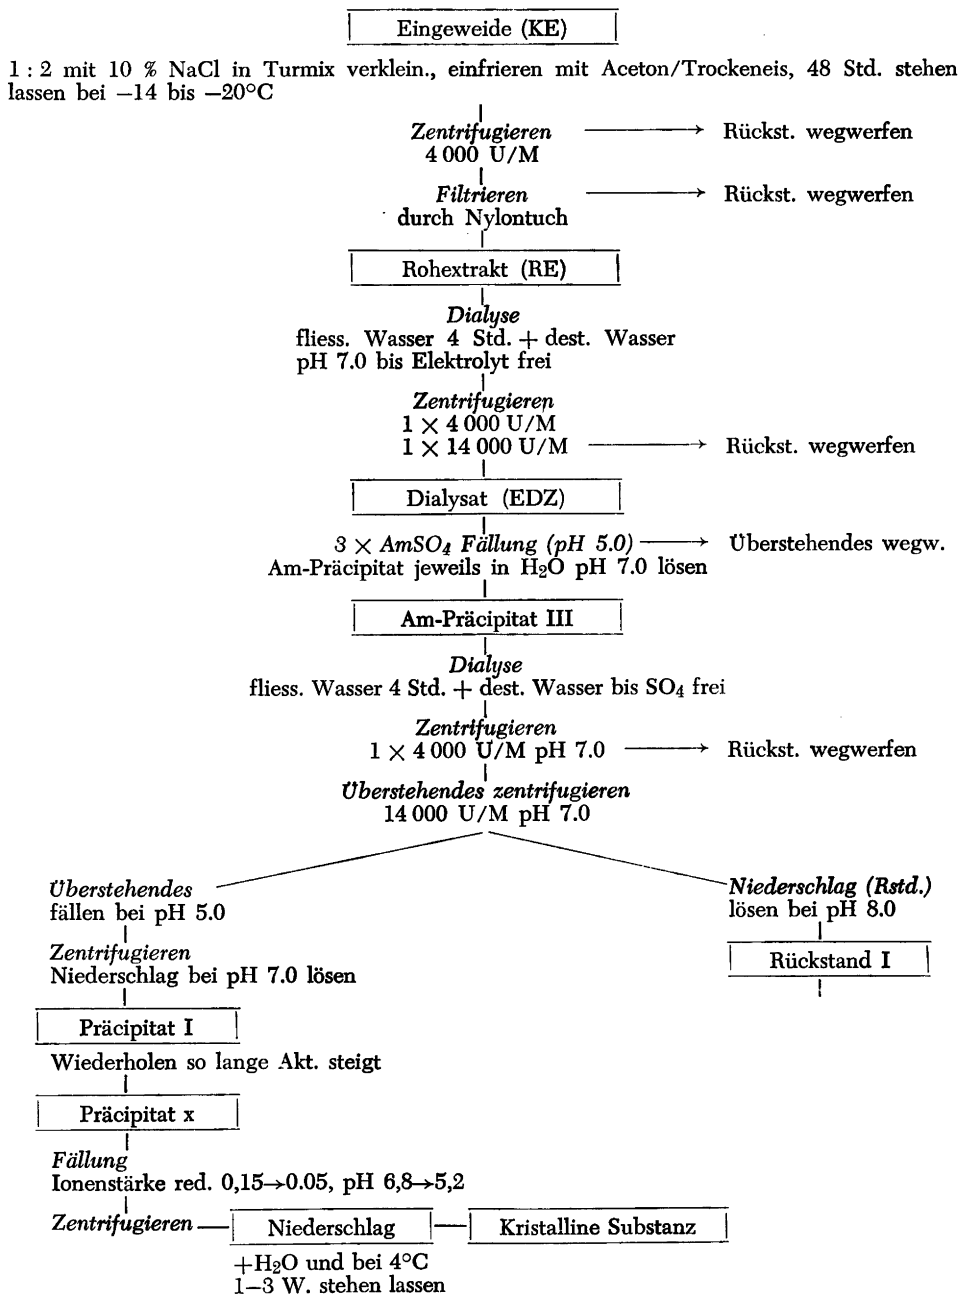 Eingeweide (KE)
1 : 2 mit 10 % NaCl in Turmix verklein., einfrieren mit Aceton/Trockeneis, 48 Std. stehen
lassen bei —14 bis —20°C
Zentrifugieren → Rückst. wegwerfen
4 000 U/M
Filtrieren → Rückst. wegwerfen
durch Nylontuch
Rohextrakt (RE)
Dialyse
fliess. Wasser 4 Std. + dest. Wasser
pH 7.0 bis Elektrolyt frei
Zentrifugieren
1 × 4 000 U/M
1 × 14 000 U/M → Rückst. wegwerfen
Dialysat (EDZ)
3 × AmSO₄ Fällung (pH 5.0) → Überstehendes wegw.
Am-Präcipitat jeweils in H₂O pH 7.0 lösen
Am-Präcipitat III
Dialyse
fliess. Wasser 4 Std. + dest. Wasser bis SO₄ frei
Zentrifugieren
1 × 4 000 U/M pH 7.0 → Rückst. wegwerfen
Überstehendes zentrifugieren
14 000 U/M pH 7.0
Überstehendes
fällen bei pH 5.0
Zentrifugieren
Niederschlag bei pH 7.0 lösen
Präcipitat I
Wiederholen so lange Akt. steigt
Präcipitat x
Fällung
Ionenstärke red. 0,15→0.05, pH 6,8→5,2
Zentrifugieren — Niederschlag — Kristalline Substanz
+H₂O und bei 4°C
1—3 W. stehen lassen
Niederschlag (Rstd.)
lösen bei pH 8.0
Rückstand I